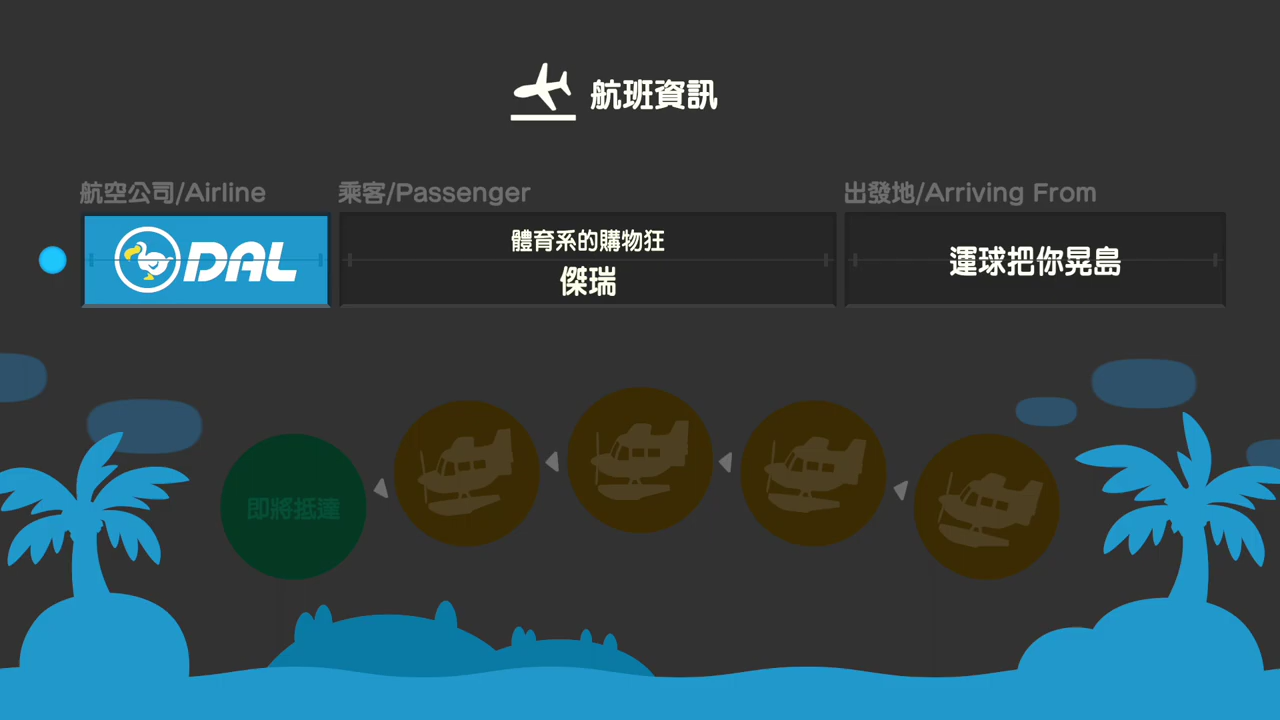 航班資訊
航空公司/Airline
乘客/Passenger
出發地/Arriving From
DAL
體育系的購物狂
傑瑞
運球把你晃島
即將抵達